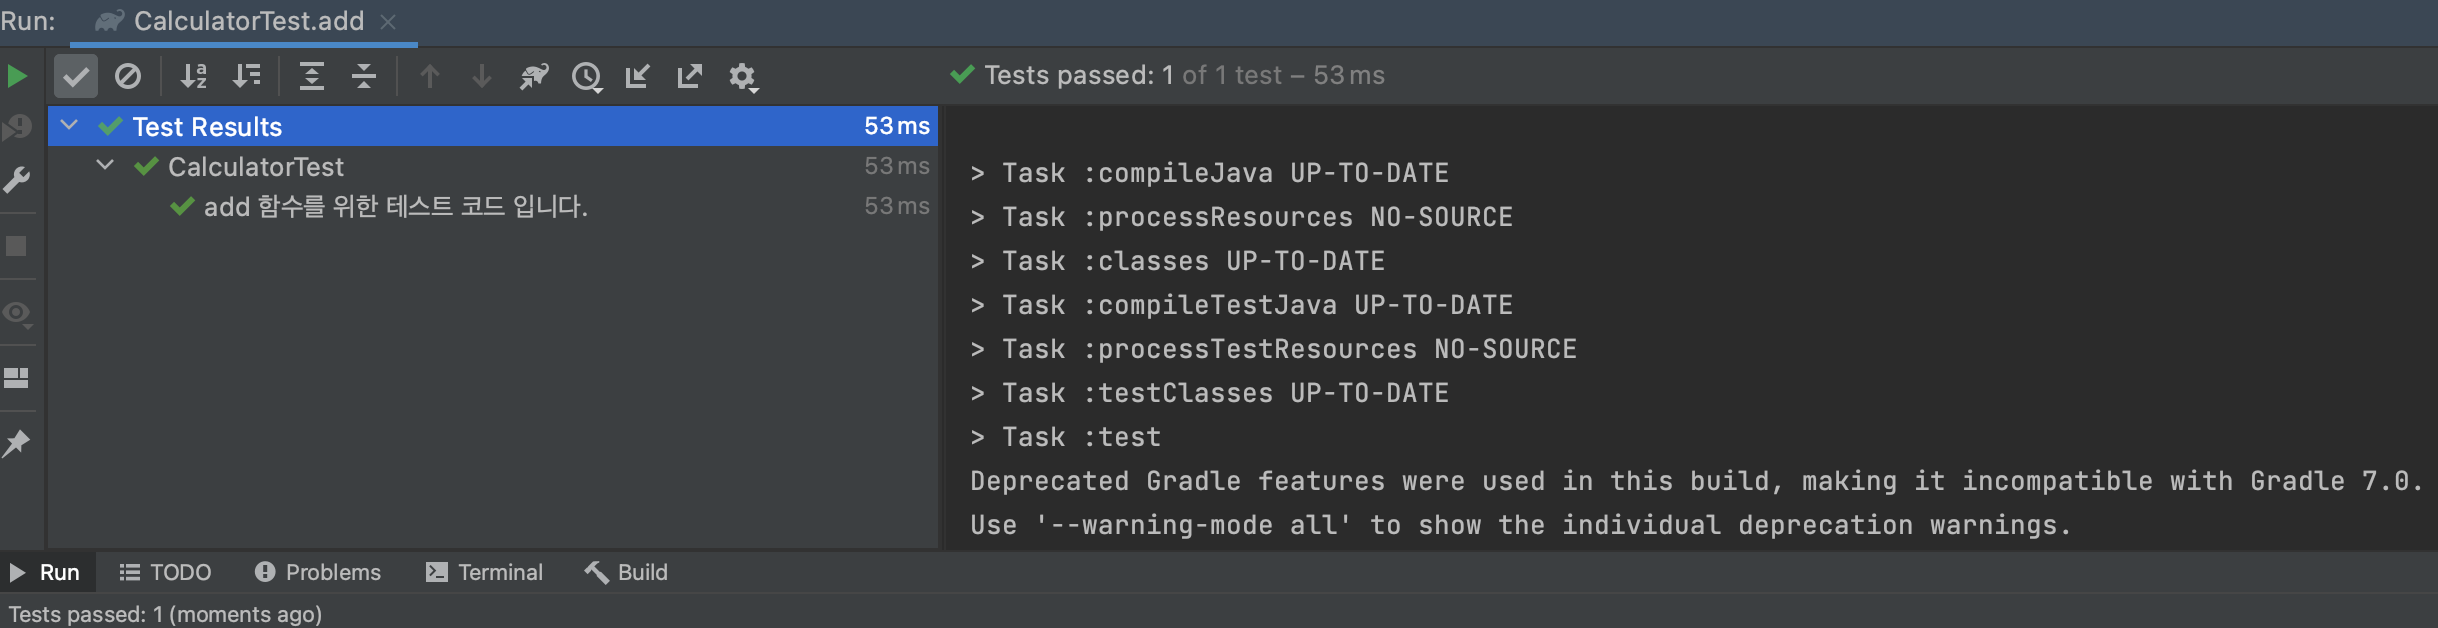 Run: CalculatorTest.add
Tests passed: 1 of 1 test – 53 ms
Test Results 53 ms
CalculatorTest 53 ms
add 함수를 위한 테스트 코드 입니다. 53 ms
> Task :compileJava UP-TO-DATE
> Task :processResources NO-SOURCE
> Task :classes UP-TO-DATE
> Task :compileTestJava UP-TO-DATE
> Task :processTestResources NO-SOURCE
> Task :testClasses UP-TO-DATE
> Task :test
Deprecated Gradle features were used in this build, making it incompatible with Gradle 7.0.
Use '--warning-mode all' to show the individual deprecation warnings.
Run TODO Problems Terminal Build
Tests passed: 1 (moments ago)